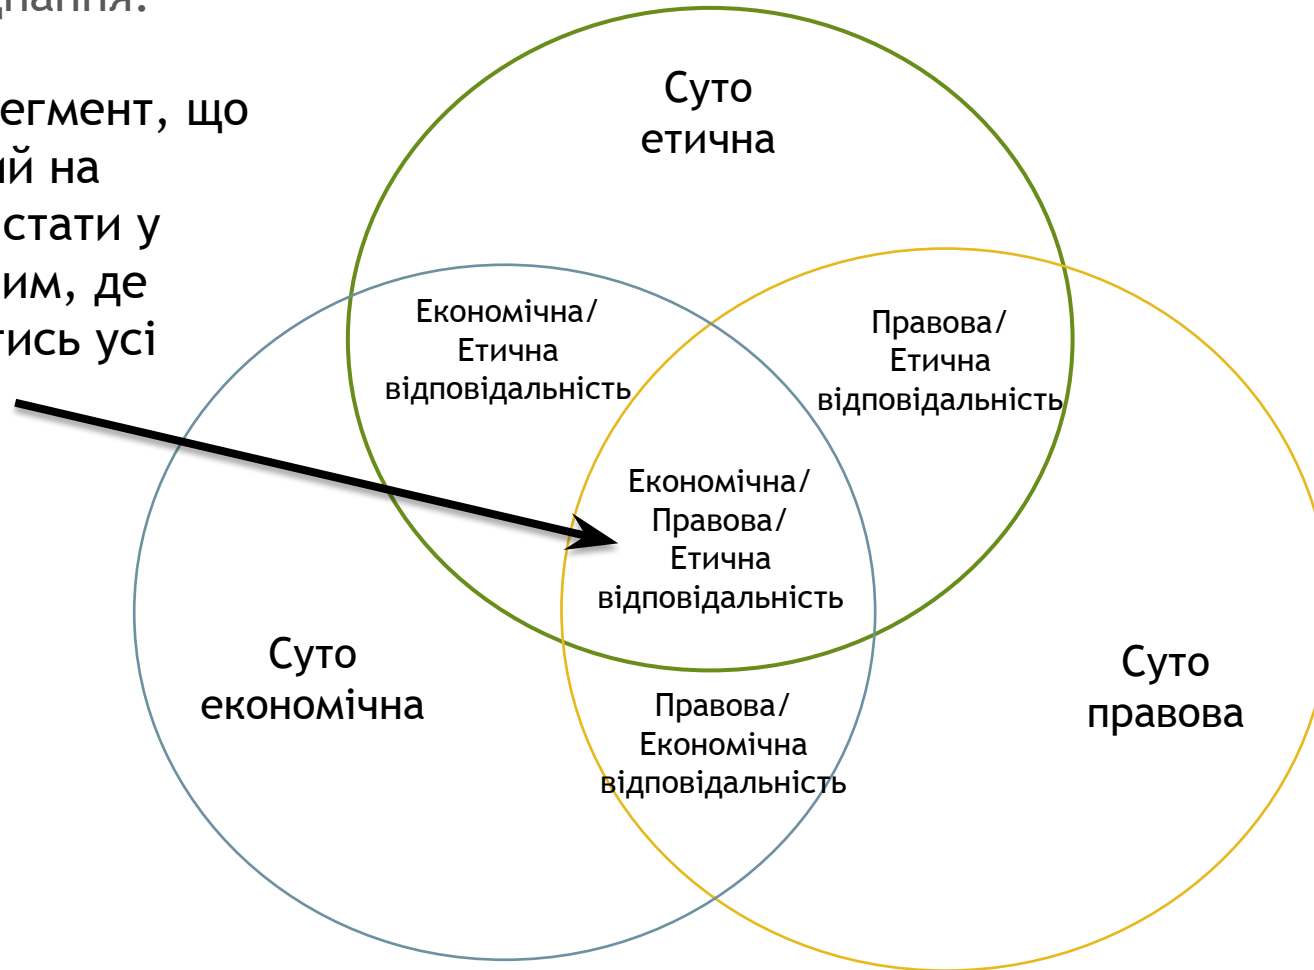 егмент, що
ий на
стати у
им, де
ись усі
Суто
етична
Економічна/
Етична
відповідальність
Правова/
Етична
відповідальність
Економічна/
Правова/
Етична
відповідальність
Суто
економічна
Правова/
Економічна
відповідальність
Суто
правова